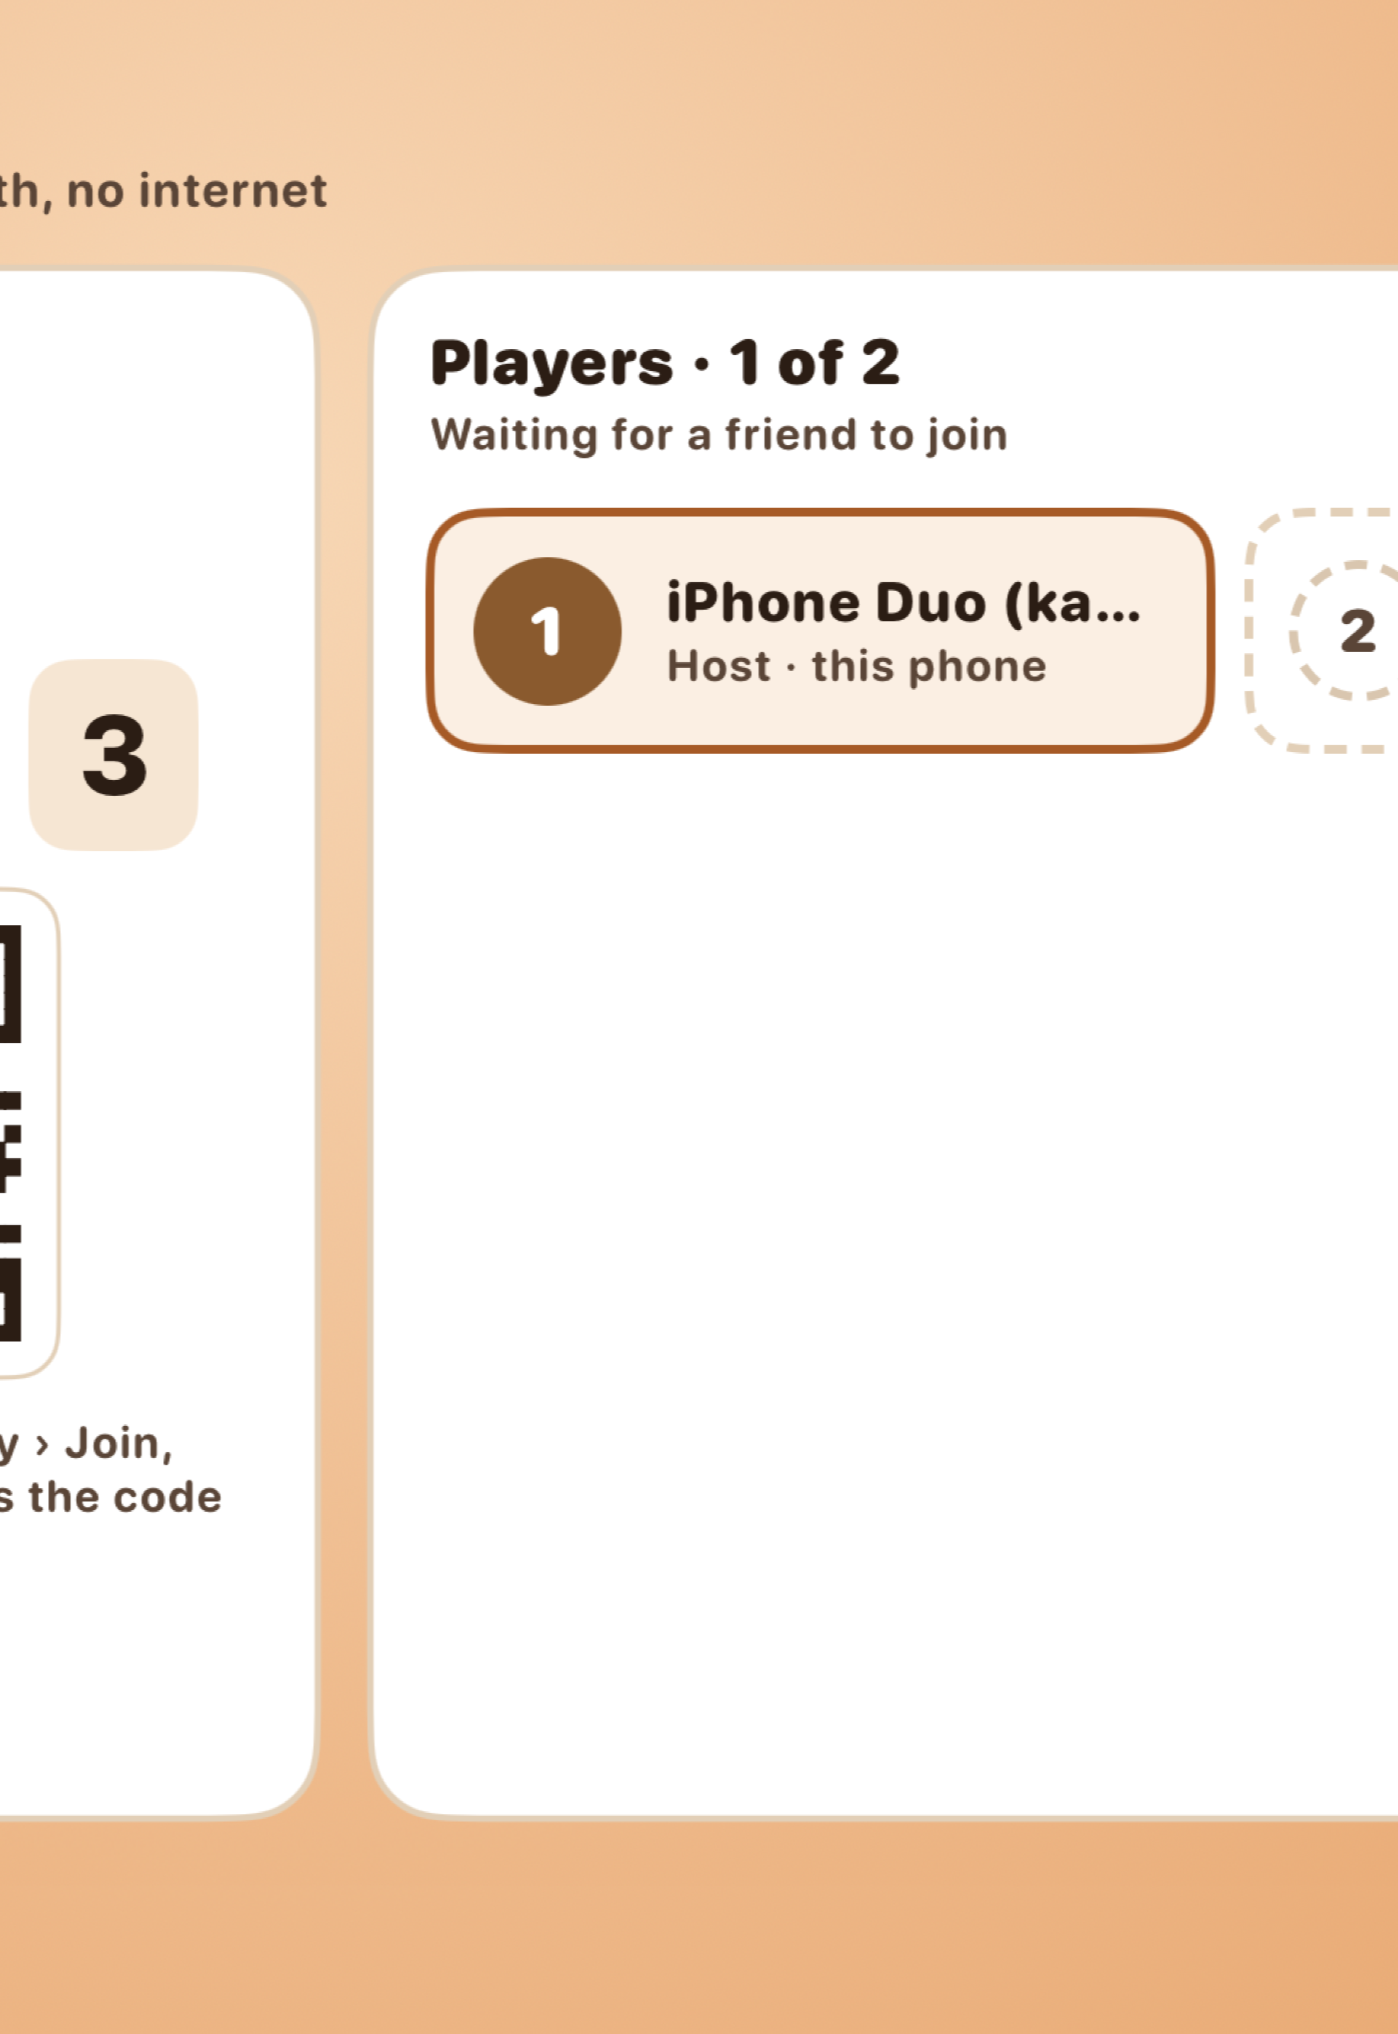 th, no internet
Players · 1 of 2
Waiting for a friend to join
1
iPhone Duo (ka...
Host · this phone
2
3
y › Join,
s the code